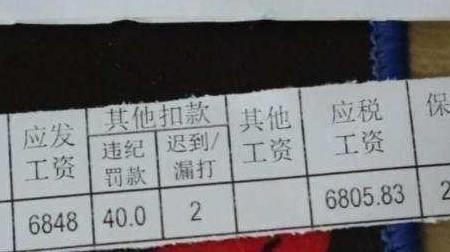 应发 其他扣款 其他 应税 保
工资 违纪 迟到/ 工资 工资
罚款 漏打
6848 40.0 2 6805.83 2